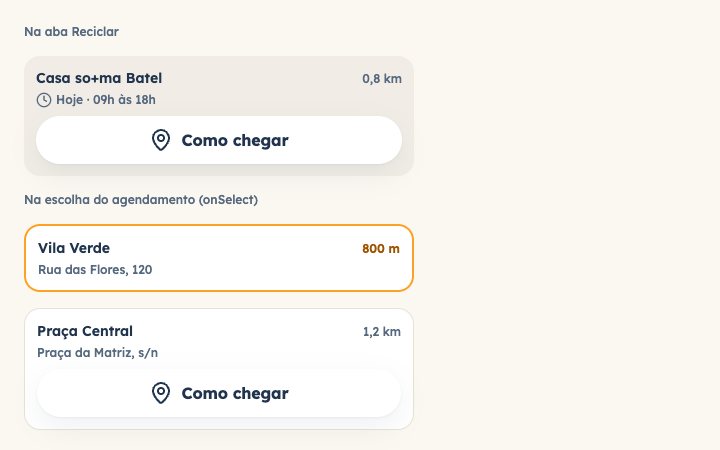 Na aba Reciclar
Casa so+ma Batel
0,8 km
Hoje · 09h às 18h
Como chegar
Na escolha do agendamento (onSelect)
Vila Verde
800 m
Rua das Flores, 120
Praça Central
1,2 km
Praça da Matriz, s/n
Como chegar